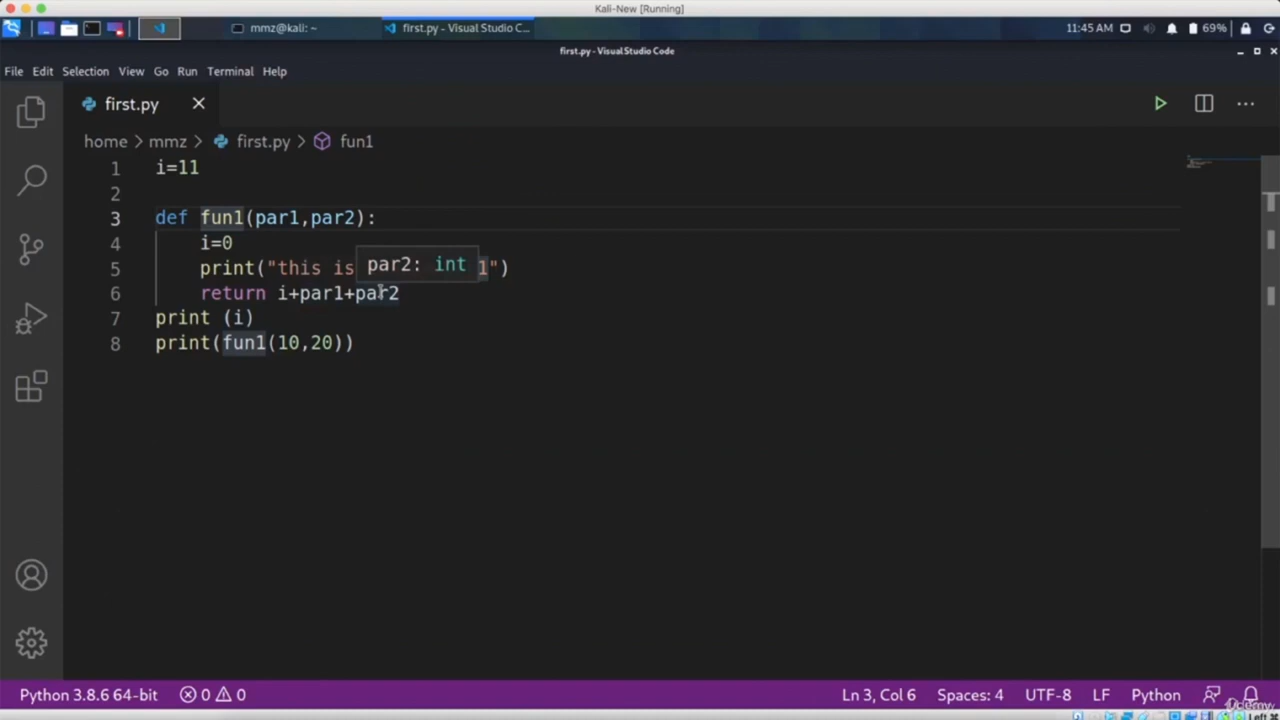 Kali-New [Running]
mmz@kali: ~
first.py - Visual Studio C...
11:45 AM
69%
first.py - Visual Studio Code
File Edit Selection View Go Run Terminal Help
first.py
home > mmz > first.py > fun1
1 i=11
2
3 def fun1(par1,par2):
4 i=0
5 print("this is 1")
par2: int
6 return i+par1+par2
7 print (i)
8 print(fun1(10,20))
Python 3.8.6 64-bit 0 0 Ln 3, Col 6 Spaces: 4 UTF-8 LF Python
Udemy
Left